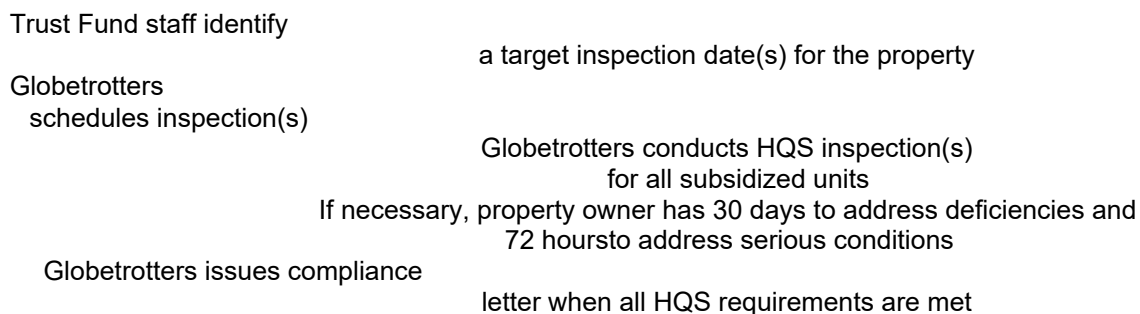 Trust Fund staff identify
a target inspection date(s) for the property
Globetrotters
schedules inspection(s)
Globetrotters conducts HQS inspection(s)
for all subsidized units
If necessary, property owner has 30 days to address deficiencies and
72 hoursto address serious conditions
Globetrotters issues compliance
letter when all HQS requirements are met